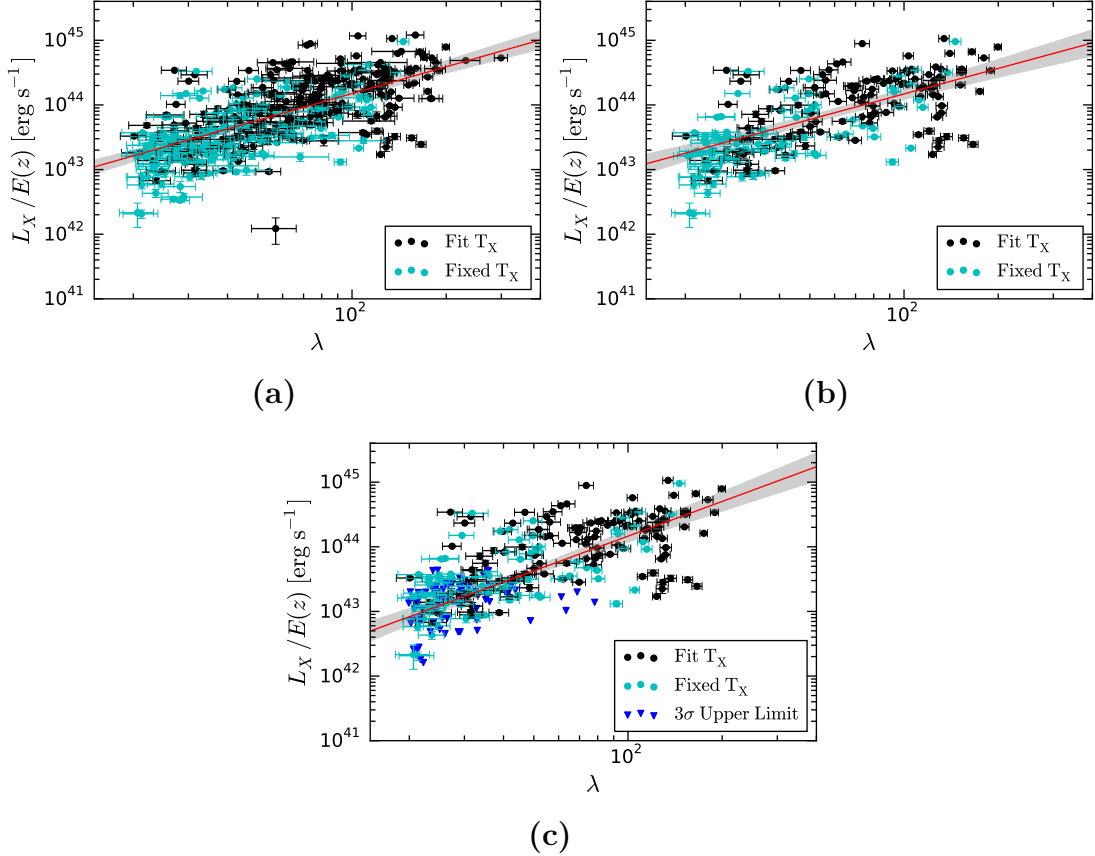 10^45
10^44
10^43
10^42
10^41
L_X / E(z) [erg s^−1]
Fit T_X
Fixed T_X
10^2
λ
(a)
10^45
10^44
10^43
10^42
10^41
L_X / E(z) [erg s^−1]
Fit T_X
Fixed T_X
10^2
λ
(b)
10^45
10^44
10^43
10^42
10^41
L_X / E(z) [erg s^−1]
Fit T_X
Fixed T_X
3σ Upper Limit
10^2
λ
(c)